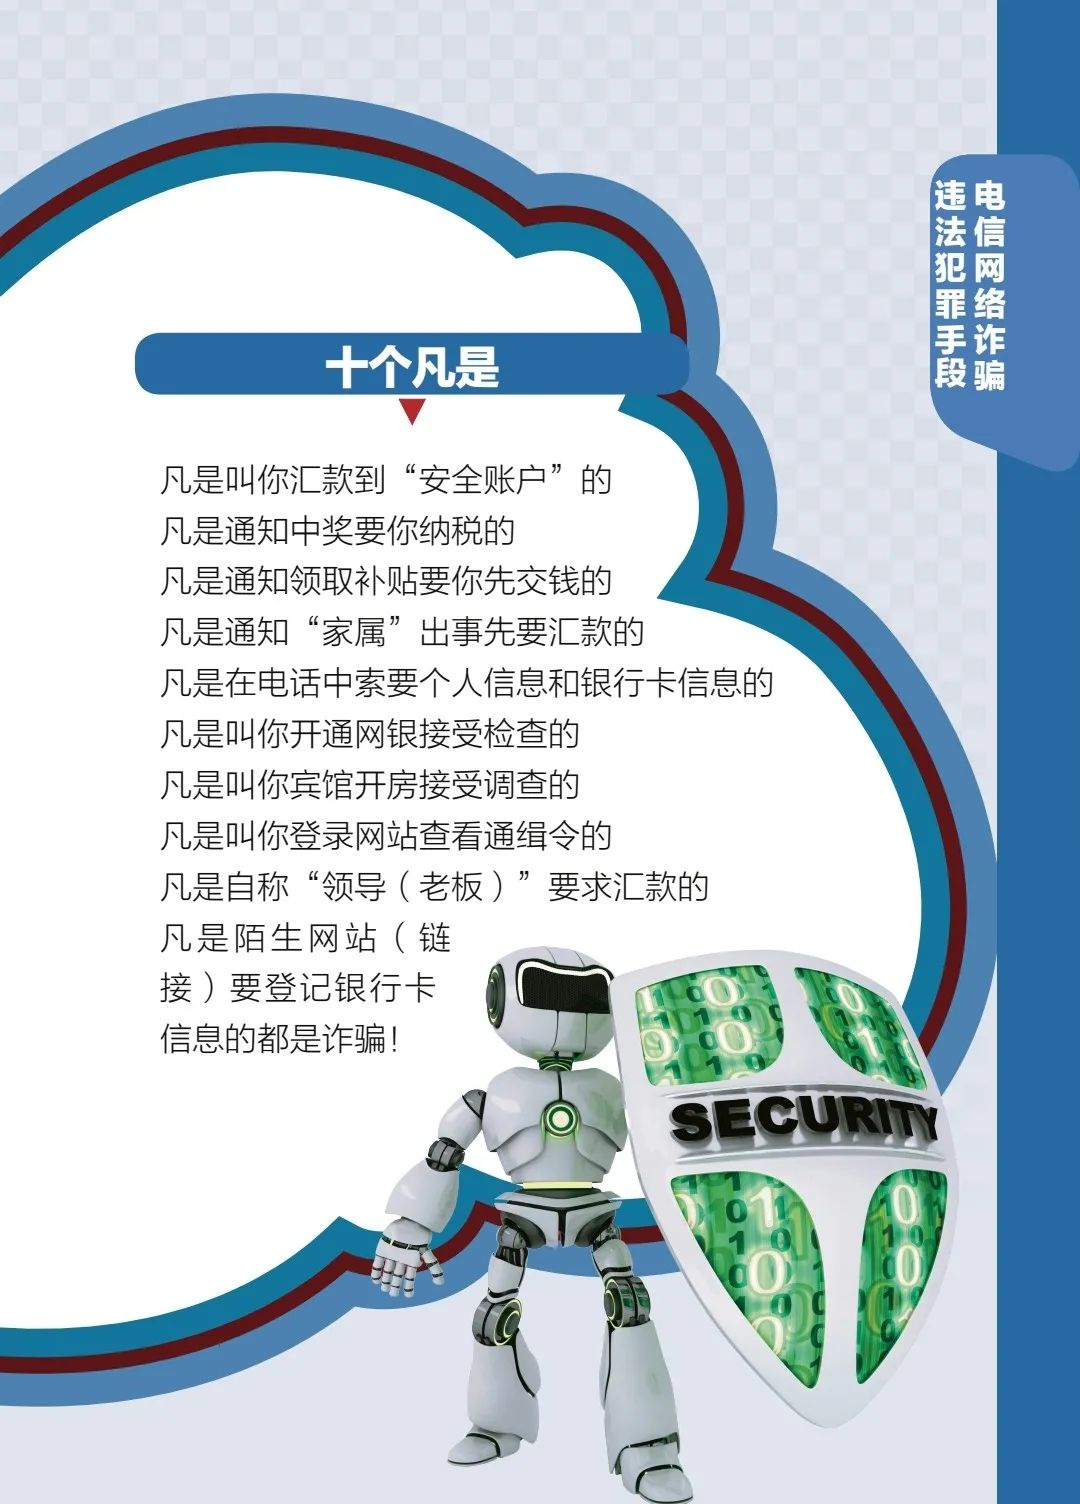 电信网络诈骗
违法犯罪手段
十个凡是
凡是叫你汇款到“安全账户”的
凡是通知中奖要你纳税的
凡是通知领取补贴要你先交钱的
凡是通知“家属”出事先要汇款的
凡是在电话中索要个人信息和银行卡信息的
凡是叫你开通网银接受检查的
凡是叫你宾馆开房接受调查的
凡是叫你登录网站查看通缉令的
凡是自称“领导（老板）”要求汇款的
凡是陌生网站（链
接）要登记银行卡
信息的都是诈骗！
SECURITY